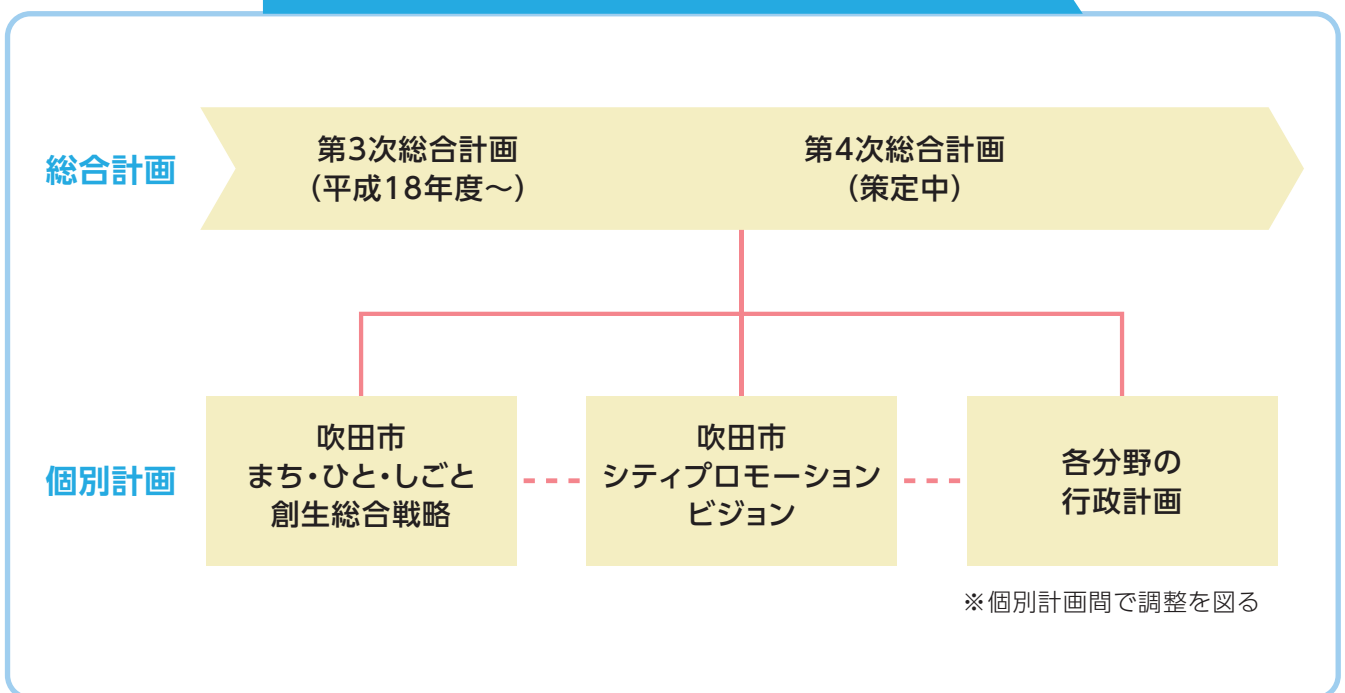 総合計画
第3次総合計画
（平成18年度～）
第4次総合計画
（策定中）
個別計画
吹田市
まち・ひと・しごと
創生総合戦略
吹田市
シティプロモーション
ビジョン
各分野の
行政計画
※個別計画間で調整を図る